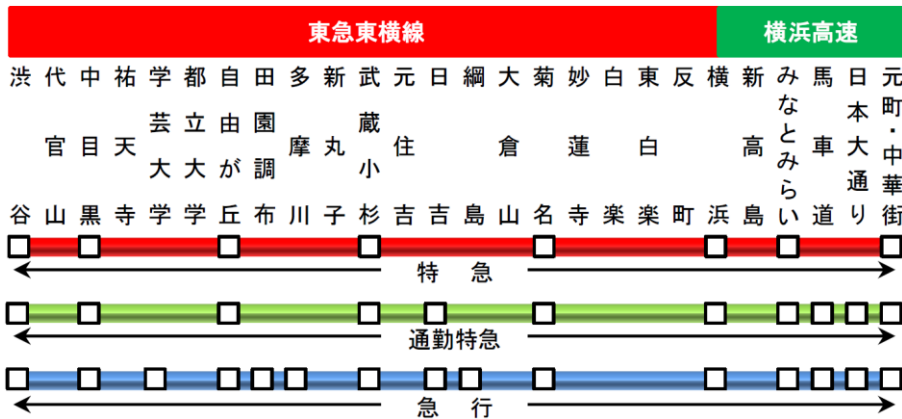 東急東横線
横浜高速
渋谷
代官山
中目黒
祐天寺
学芸大学
都立大学
自由が丘
田園調布
多摩川
新丸子
武蔵小杉
元住吉
日吉
綱島
大倉山
菊名
妙蓮寺
白楽
東白楽
反町
横浜
新高島
みなとみらい
馬車道
日本大通り
元町・中華街
特急
通勤特急
急行